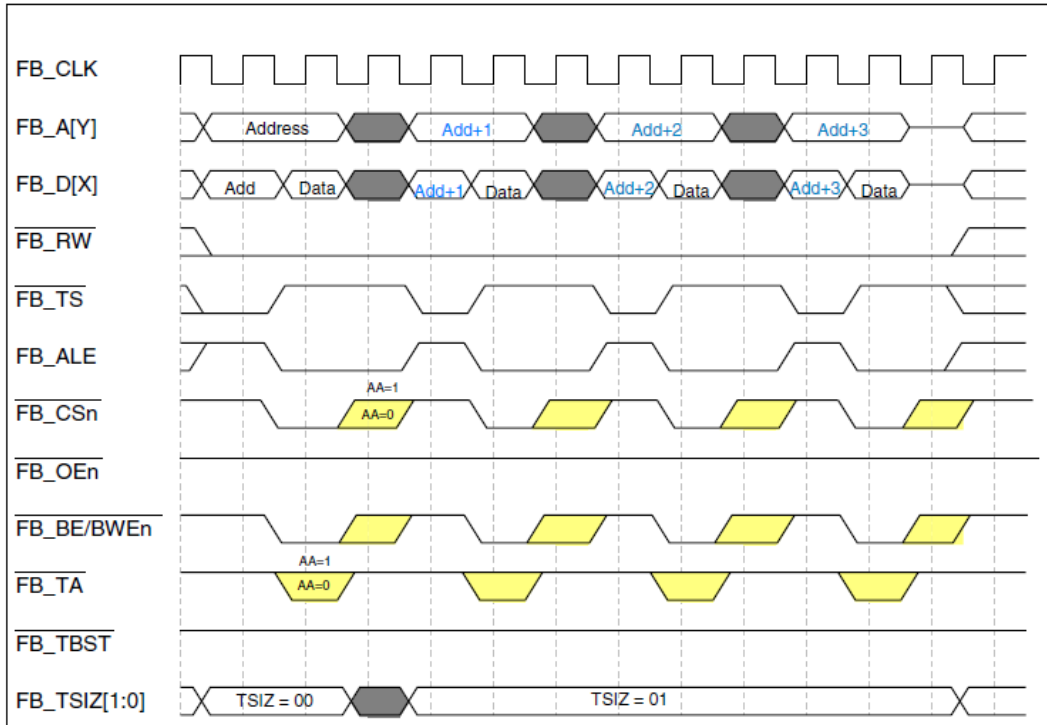 FB_CLK
FB_A[Y] Address Add+1 Add+2 Add+3
FB_D[X] Add Data Add+1 Data Add+2 Data Add+3 Data
FB_RW
FB_TS
FB_ALE
AA=1
FB_CSn AA=0
FB_OEn
FB_BE/BWEn
AA=1
FB_TA AA=0
FB_TBST
FB_TSIZ[1:0] TSIZ = 00 TSIZ = 01